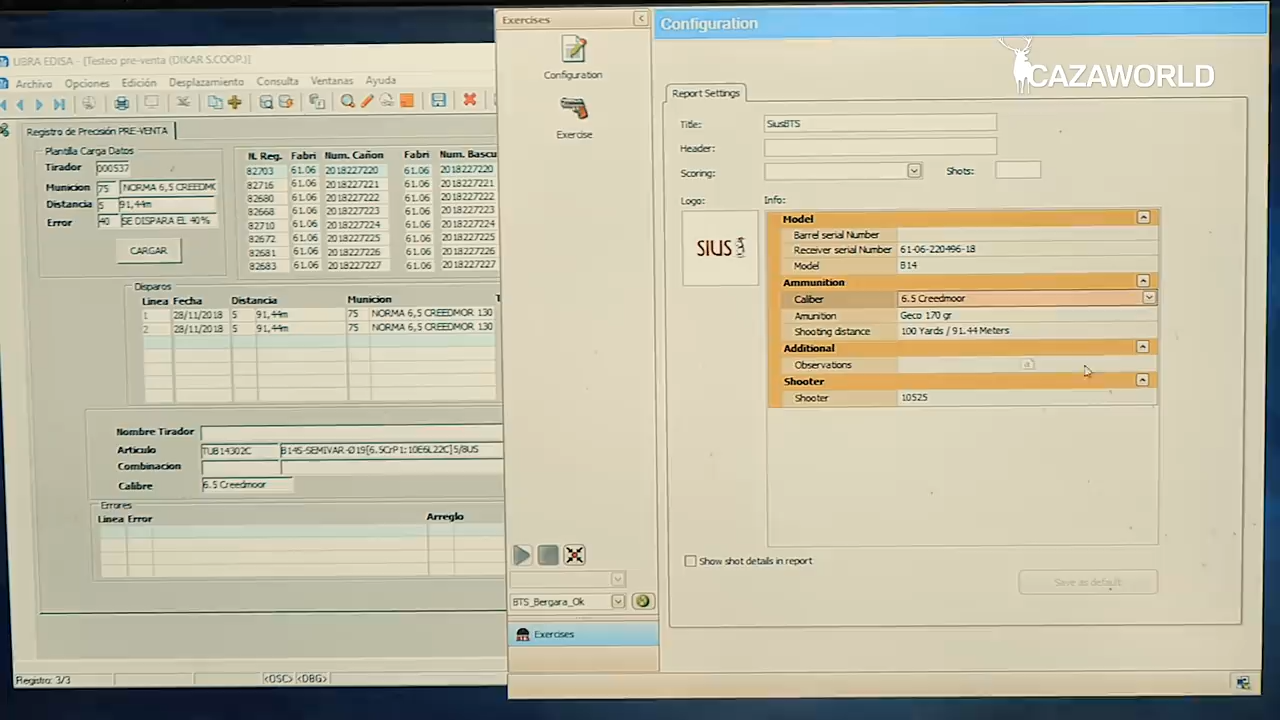 CAZAWORLD
UBRA EDISA - [Testeo pre-venta (DIKAR S.COOP.)]
Archivo Opciones Edición Desplazamiento Consulta Ventanas Ayuda
Registro de Precisión PRE-VENTA
Plantilla Carga Datos
Tirador 000537
Municion 75 NORMA 6,5 CREEDMO
Distancia 5 91,44m
Error 40 SE DISPARA EL 40%
CARGAR
N. Reg. Fabri Num. Cañon Fabri Num. Bascu
82703 61.06 2018227220 61.06 2018227220
82716 61.06 2018227221 61.06 2018227221
82680 61.06 2018227222 61.06 2018227222
82668 61.06 2018227223 61.06 2018227223
82710 61.06 2018227224 61.06 2018227224
82672 61.06 2018227225 61.06 2018227225
82681 61.06 2018227226 61.06 2018227226
82683 61.06 2018227227 61.06 2018227227
Disparos
Linea Fecha Distancia Municion
1 28/11/2018 5 91,44m 75 NORMA 6,5 CREEDMOR 130
2 28/11/2018 5 91,44m 75 NORMA 6,5 CREEDMOR 130
Nombre Tirador
Articulo TUB14302C B14S-SEMIVAR-Ø19[6.5CrP1:10E6L22C]5/8US
Combinacion
Calibre 6.5 Creedmoor
Errores
Linea Error Arreglo
Registro: 3/3 <OSC> <DBG>
Exercises
Configuration
Exercise
BTS_Bergara_Ok
Exercises
Configuration
Report Settings
Title: SiusBTS
Header:
Scoring: Shots:
Logo: Info:
SIUS
Model
Barrel serial Number
Receiver serial Number 61-06-220496-18
Model B14
Ammunition
Caliber 6.5 Creedmoor
Amunition Geco 170 gr
Shooting distance 100 Yards / 91.44 Meters
Additional
Observations
Shooter
Shooter 10525
Show shot details in report
Save as default